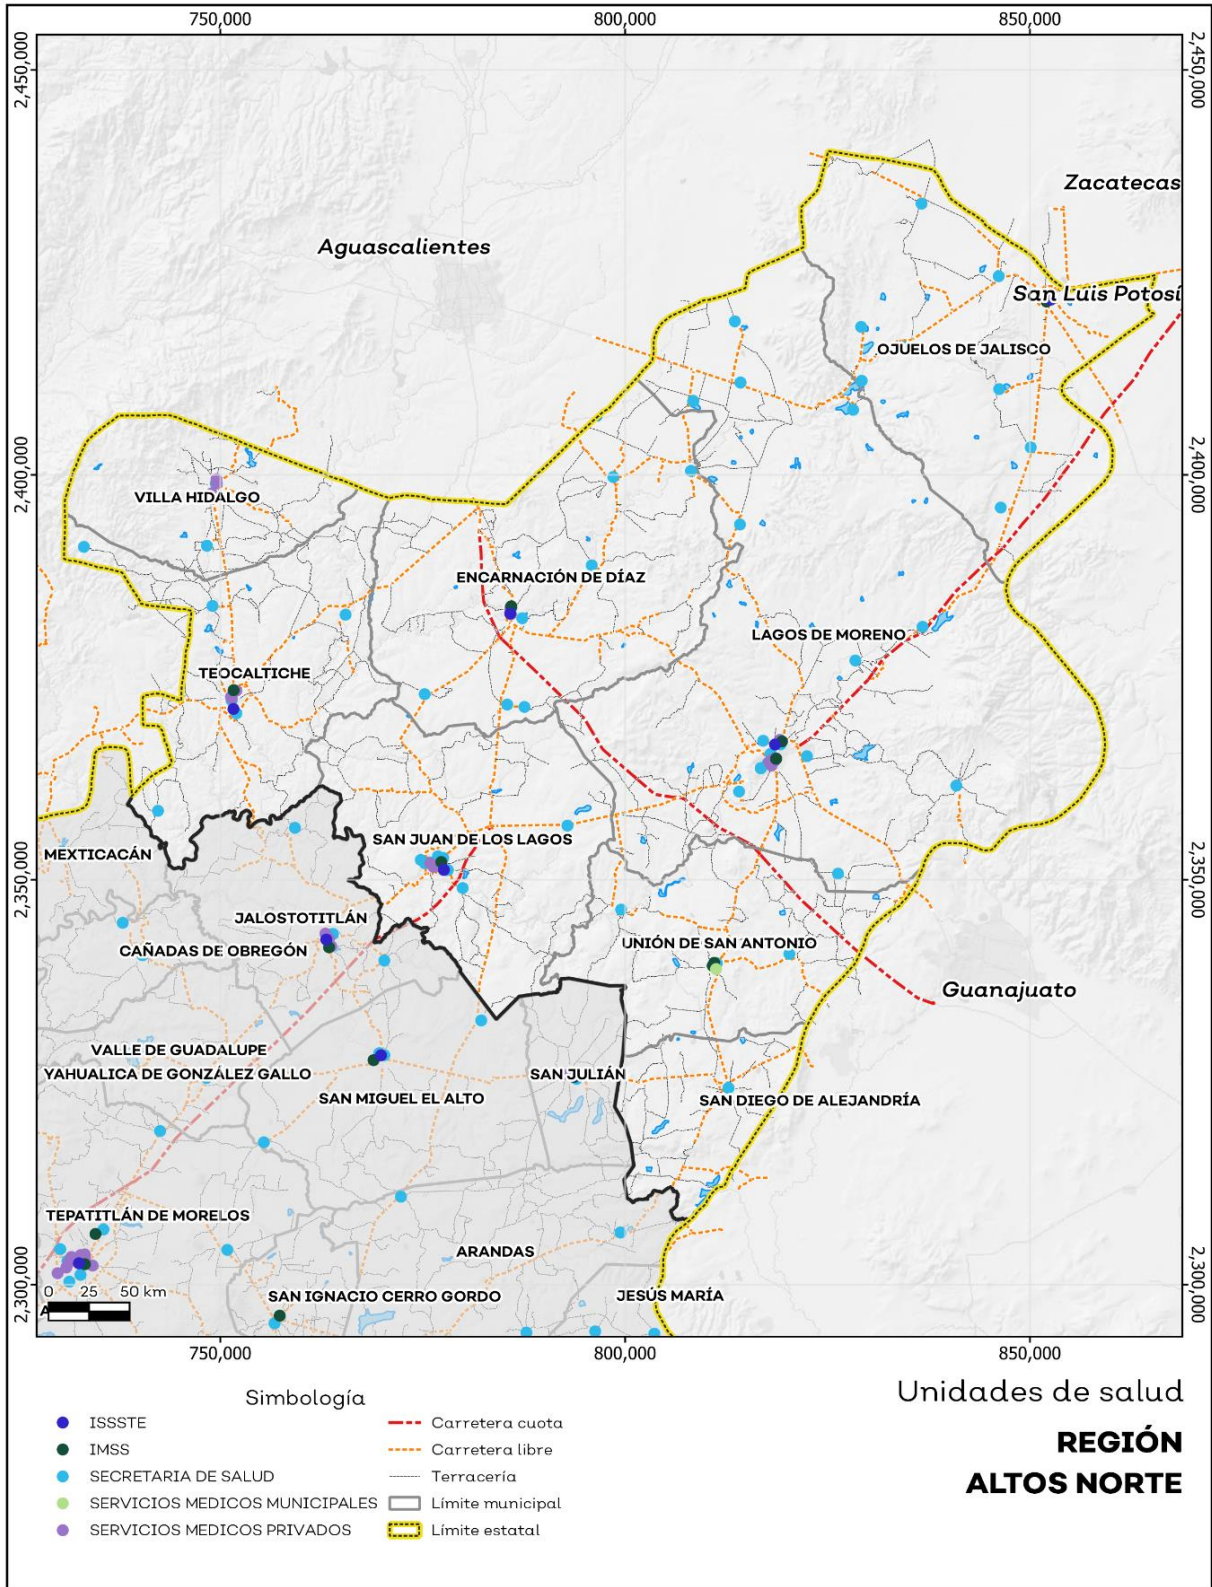 750,000
800,000
850,000
2,450,000
2,450,000
Zacatecas
Aguascalientes
San Luis Potosí
OJUELOS DE JALISCO
2,400,000
2,400,000
VILLA HIDALGO
ENCARNACIÓN DE DÍAZ
LAGOS DE MORENO
TEOCALTICHE
SAN JUAN DE LOS LAGOS
MEXTICACÁN
2,350,000
2,350,000
JALOSTOTITLÁN
CAÑADAS DE OBREGÓN
UNIÓN DE SAN ANTONIO
Guanajuato
VALLE DE GUADALUPE
YAHUALICA DE GONZÁLEZ GALLO
SAN JULIÁN
SAN MIGUEL EL ALTO
SAN DIEGO DE ALEJANDRÍA
TEPATITLÁN DE MORELOS
ARANDAS
2,300,000
2,300,000
0 25 50 km
SAN IGNACIO CERRO GORDO
JESÚS MARÍA
A
750,000
800,000
850,000
Simbología
ISSSTE
IMSS
SECRETARIA DE SALUD
SERVICIOS MEDICOS MUNICIPALES
SERVICIOS MEDICOS PRIVADOS
Carretera cuota
Carretera libre
Terracería
Límite municipal
Límite estatal
Unidades de salud
REGIÓN
ALTOS NORTE